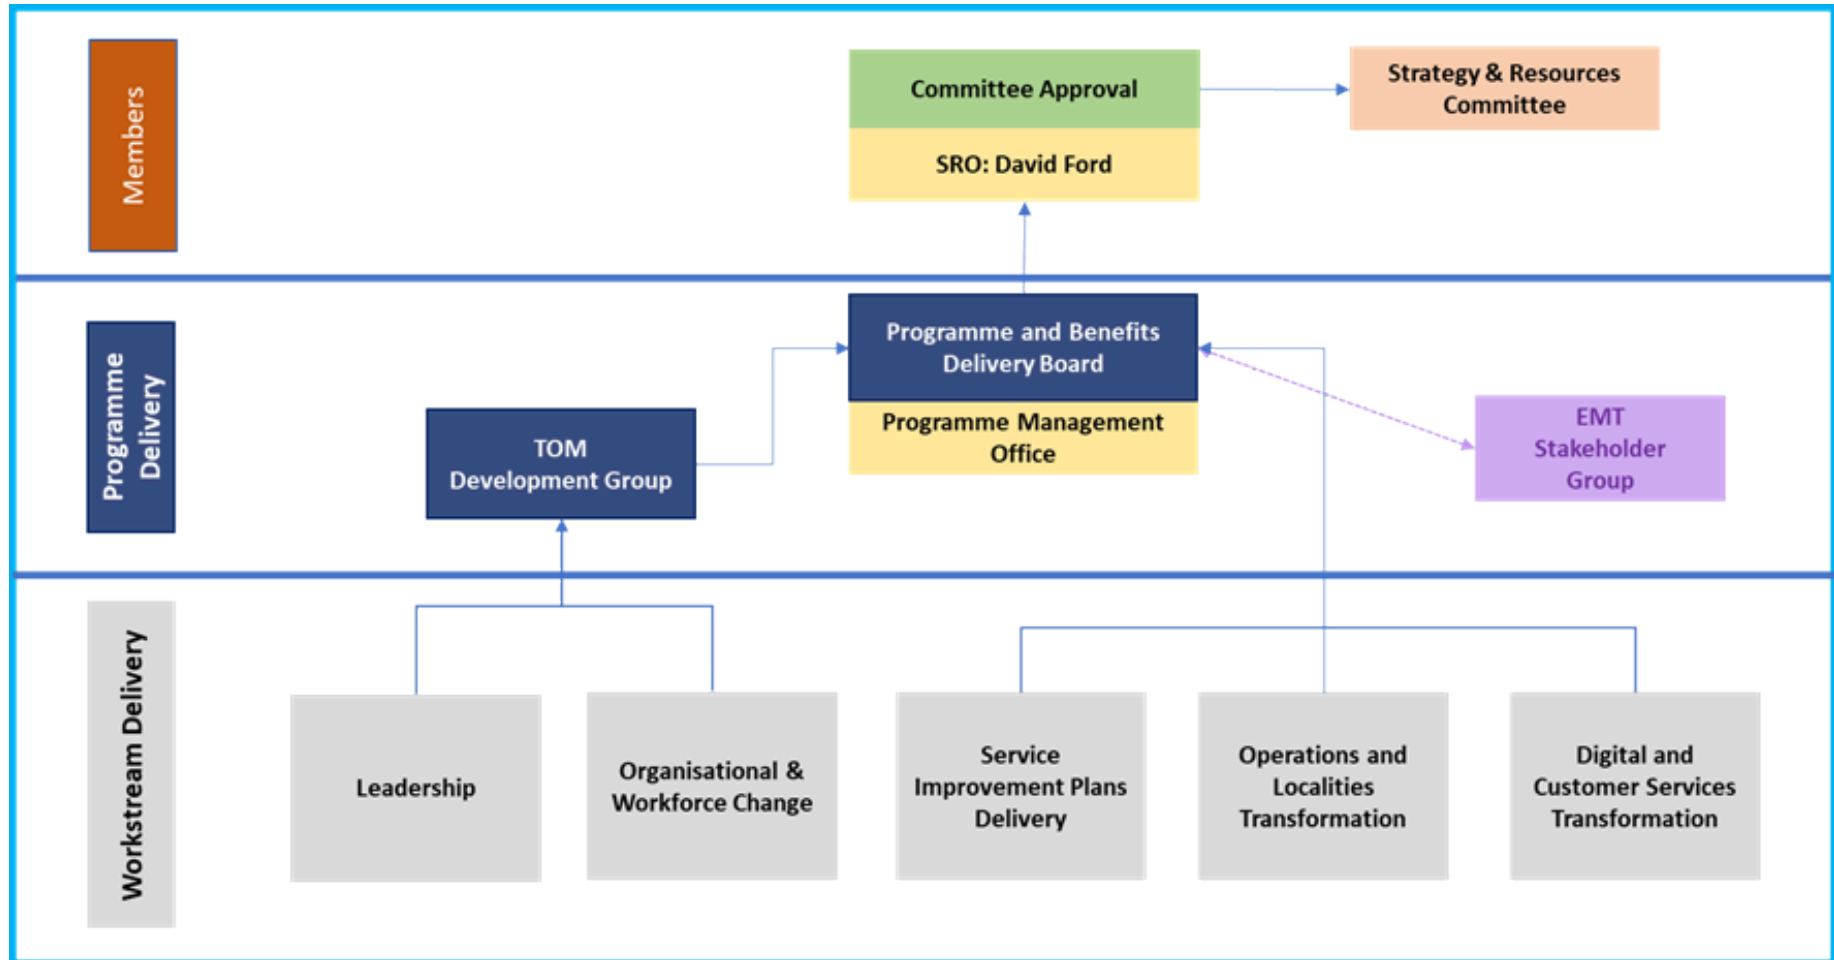 Members
Committee Approval
SRO: David Ford
Strategy & Resources
Committee
Programme
Delivery
Programme and Benefits
Delivery Board
Programme Management
Office
TOM
Development Group
EMT
Stakeholder
Group
Workstream Delivery
Leadership
Organisational &
Workforce Change
Service
Improvement Plans
Delivery
Operations and
Localities
Transformation
Digital and
Customer Services
Transformation